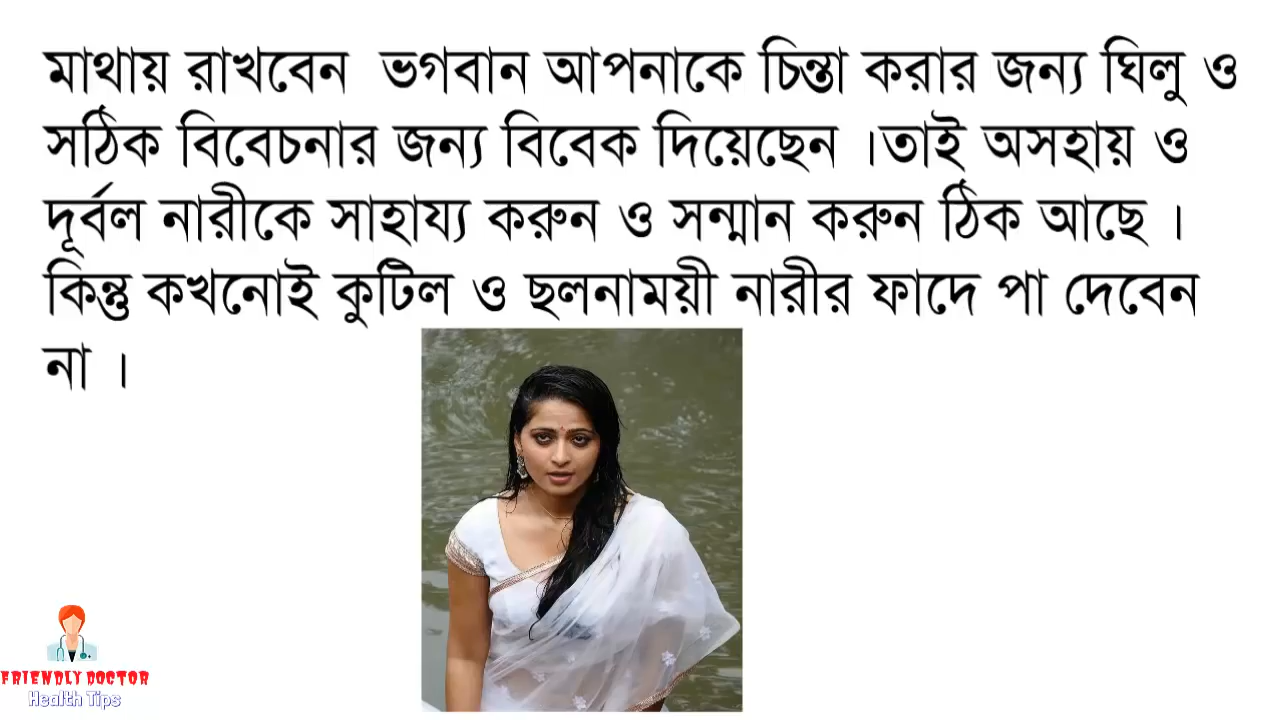 মাথায় রাখবেন ভগবান আপনাকে চিন্তা করার জন্য ঘিলু ও
সঠিক বিবেচনার জন্য বিবেক দিয়েছেন ।তাই অসহায় ও
দূর্বল নারীকে সাহায্য করুন ও সন্মান করুন ঠিক আছে ।
কিন্তু কখনোই কুটিল ও ছলনাময়ী নারীর ফাদে পা দেবেন
না ।
FRIENDLY DOCTOR
Health Tips